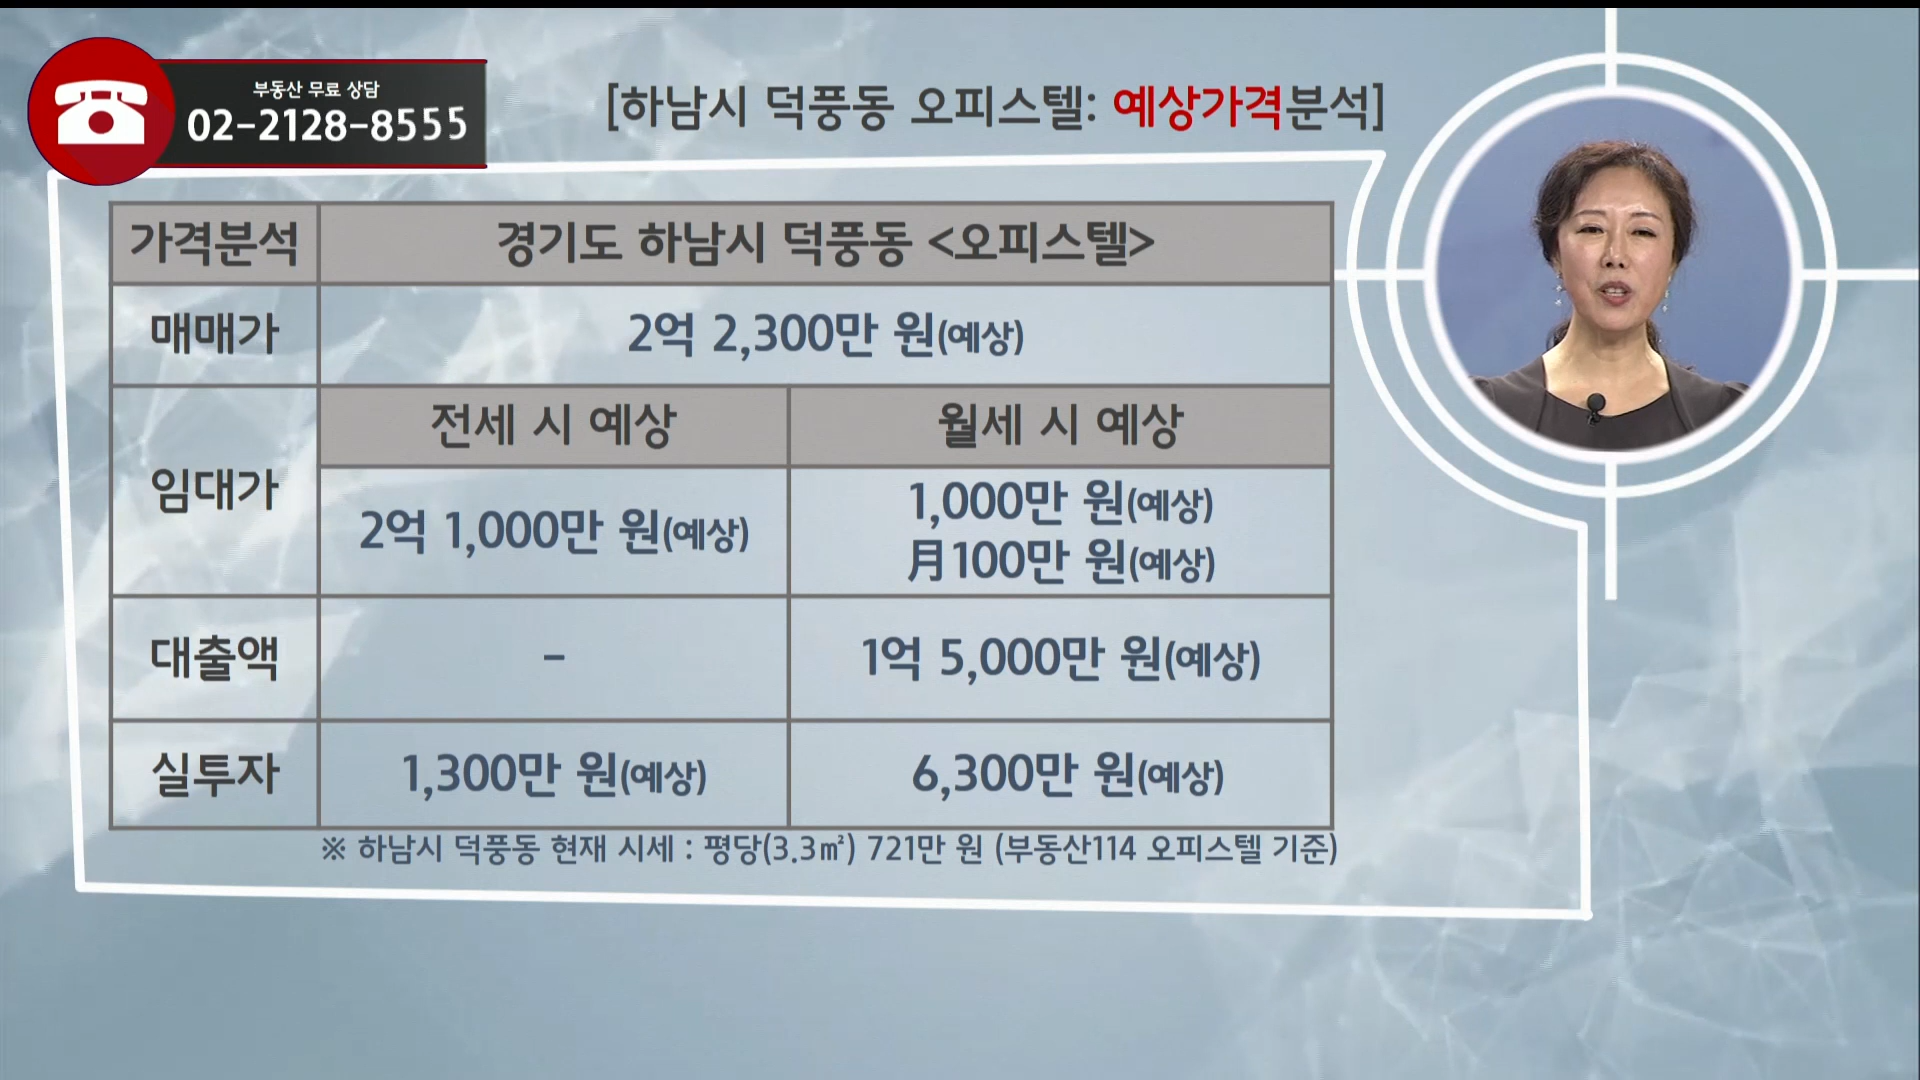 부동산 무료 상담
02-2128-8555
[하남시 덕풍동 오피스텔: 예상가격분석]
가격분석
경기도 하남시 덕풍동 <오피스텔>
매매가
2억 2,300만 원(예상)
임대가
전세 시 예상
월세 시 예상
2억 1,000만 원(예상)
1,000만 원(예상)
月100만 원(예상)
대출액
-
1억 5,000만 원(예상)
실투자
1,300만 원(예상)
6,300만 원(예상)
※ 하남시 덕풍동 현재 시세 : 평당(3.3㎡) 721만 원 (부동산114 오피스텔 기준)